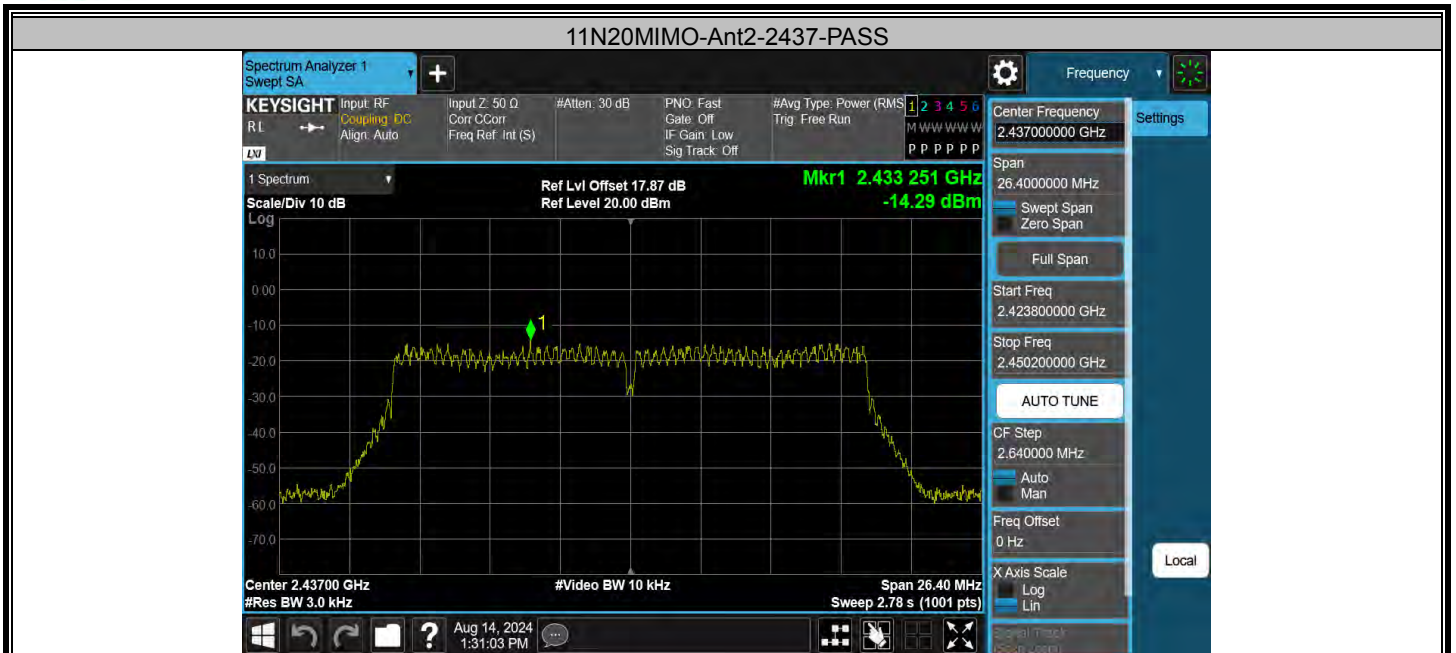 11N20MIMO-Ant2-2437-PASS
Spectrum Analyzer 1
Swept SA
+
Frequency
KEYSIGHT
RL
LXI
Input: RF
Coupling: DC
Align: Auto
Input Z: 50 Ω
Corr CCorr
Freq Ref: Int (S)
#Atten: 30 dB
PNO: Fast
Gate: Off
IF Gain: Low
Sig Track: Off
#Avg Type: Power (RMS
Trig: Free Run
1 2 3 4 5 6
M W W W W W
P P P P P P
1 Spectrum
Scale/Div 10 dB
Log
Ref Lvl Offset 17.87 dB
Ref Level 20.00 dBm
Mkr1 2.433 251 GHz
-14.29 dBm
10.0
0.00
-10.0
-20.0
-30.0
-40.0
-50.0
-60.0
-70.0
1
Center 2.43700 GHz
#Res BW 3.0 kHz
#Video BW 10 kHz
Span 26.40 MHz
Sweep 2.78 s (1001 pts)
Center Frequency
2.437000000 GHz
Span
26.4000000 MHz
Swept Span
Zero Span
Full Span
Start Freq
2.423800000 GHz
Stop Freq
2.450200000 GHz
AUTO TUNE
CF Step
2.640000 MHz
Auto
Man
Freq Offset
0 Hz
X Axis Scale
Log
Lin
Signal Track
Settings
Local
?
Aug 14, 2024
1:31:03 PM